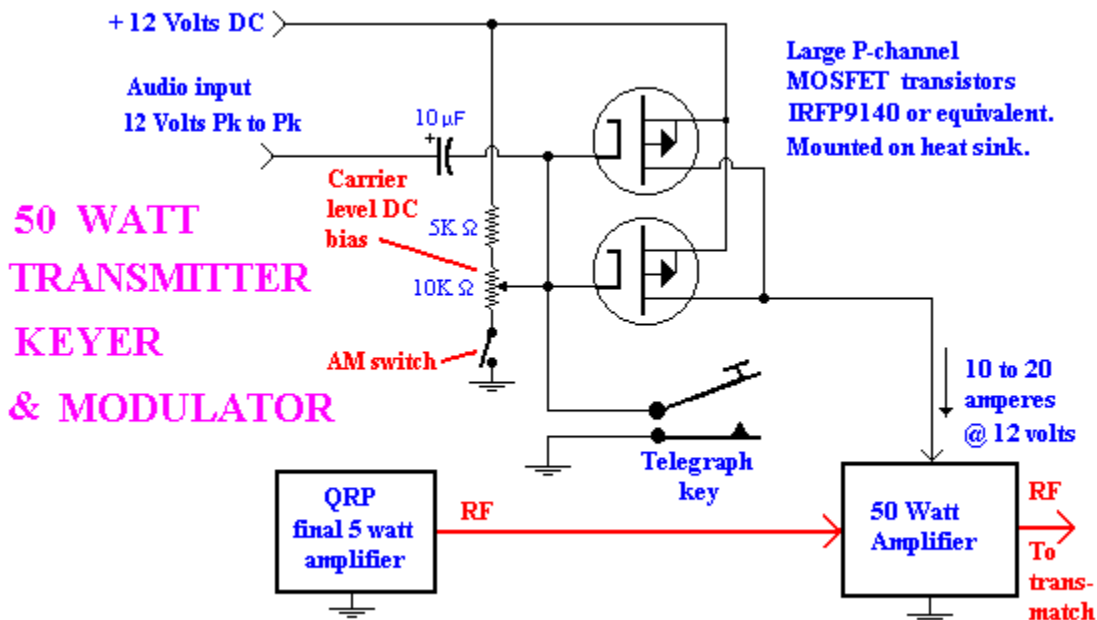 +12 Volts DC
Audio input
12 Volts Pk to Pk
10 µF
+
Large P-channel
MOSFET transistors
IRFP9140 or equivalent.
Mounted on heat sink.
Carrier
level DC
bias
5K Ω
10K Ω
AM switch
50 WATT
TRANSMITTER
KEYER
& MODULATOR
Telegraph
key
10 to 20
amperes
@ 12 volts
QRP
final 5 watt
amplifier
RF
50 Watt
Amplifier
RF
To
trans-
match